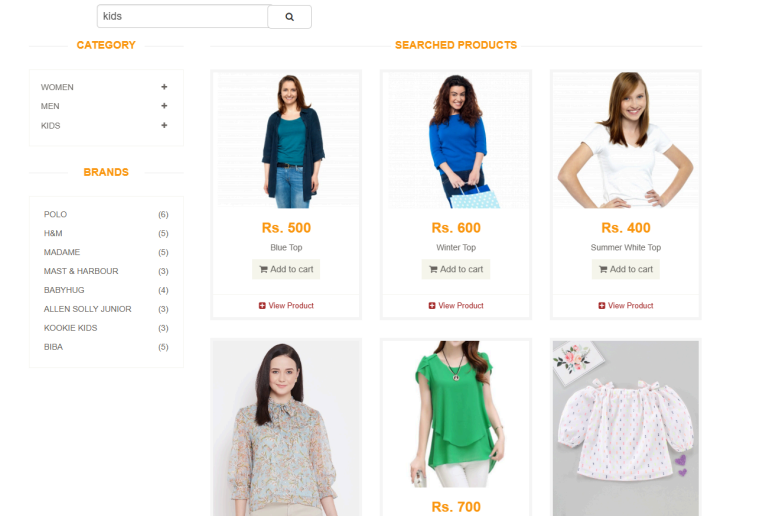 kids
CATEGORY
WOMEN
MEN
KIDS
BRANDS
POLO (6)
H&M (5)
MADAME (5)
MAST & HARBOUR (3)
BABYHUG (4)
ALLEN SOLLY JUNIOR (3)
KOOKIE KIDS (3)
BIBA (5)
SEARCHED PRODUCTS
Rs. 500
Blue Top
Add to cart
View Product
Rs. 600
Winter Top
Add to cart
View Product
Rs. 400
Summer White Top
Add to cart
View Product
Rs. 700